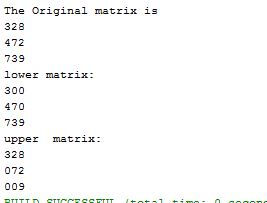 The Original matrix is
328
472
739
lower matrix:
300
470
739
upper  matrix:
328
072
009
BUILD SUCCESSFUL (total time: 0